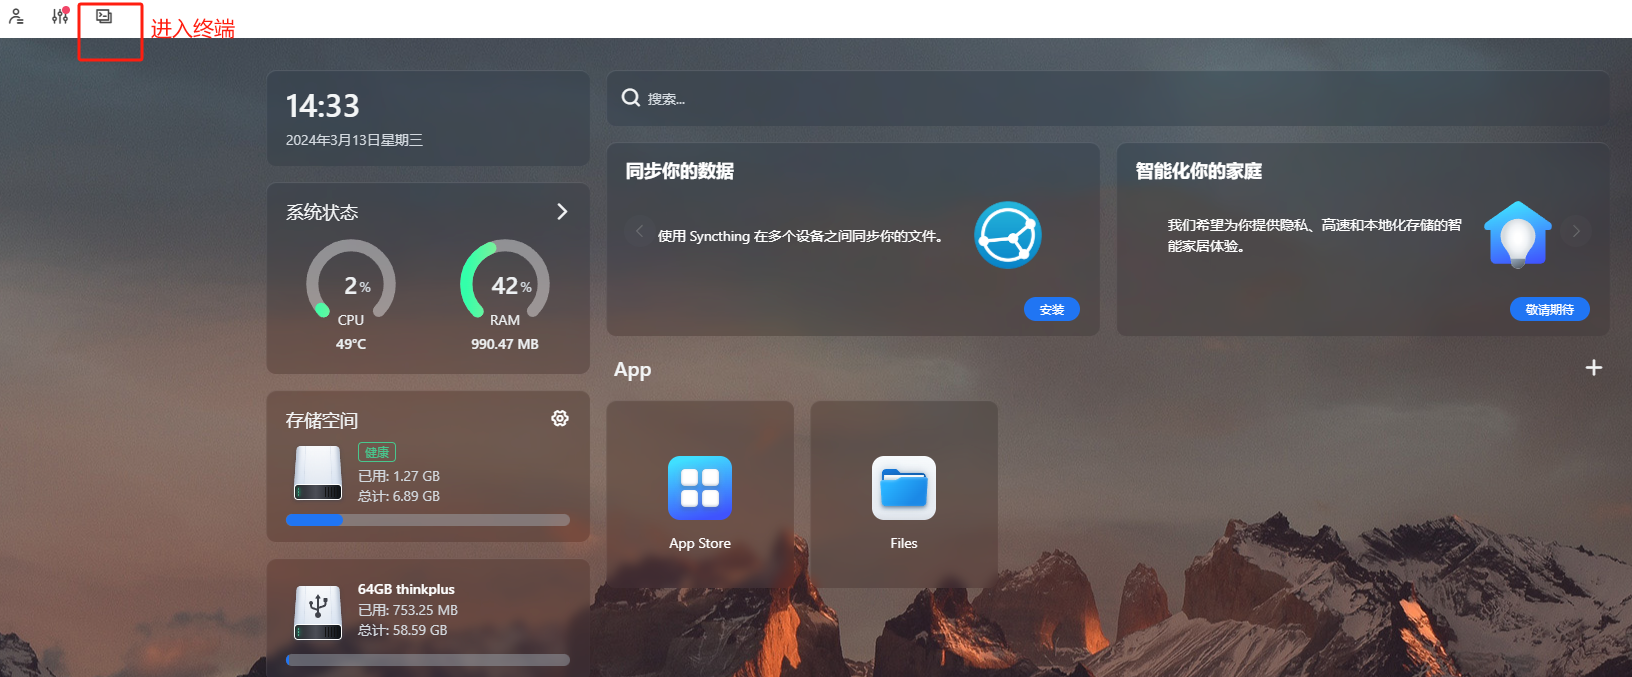 进入终端
14:33
2024年3月13日星期三
搜索...
系统状态
2%
CPU
49°C
42%
RAM
990.47 MB
同步你的数据
使用 Syncthing 在多个设备之间同步你的文件。
安装
智能化你的家庭
我们希望为你提供隐私、高速和本地化存储的智
能家居体验。
敬请期待
存储空间
健康
已用: 1.27 GB
总计: 6.89 GB
64GB thinkplus
已用: 753.25 MB
总计: 58.59 GB
App
App Store
Files